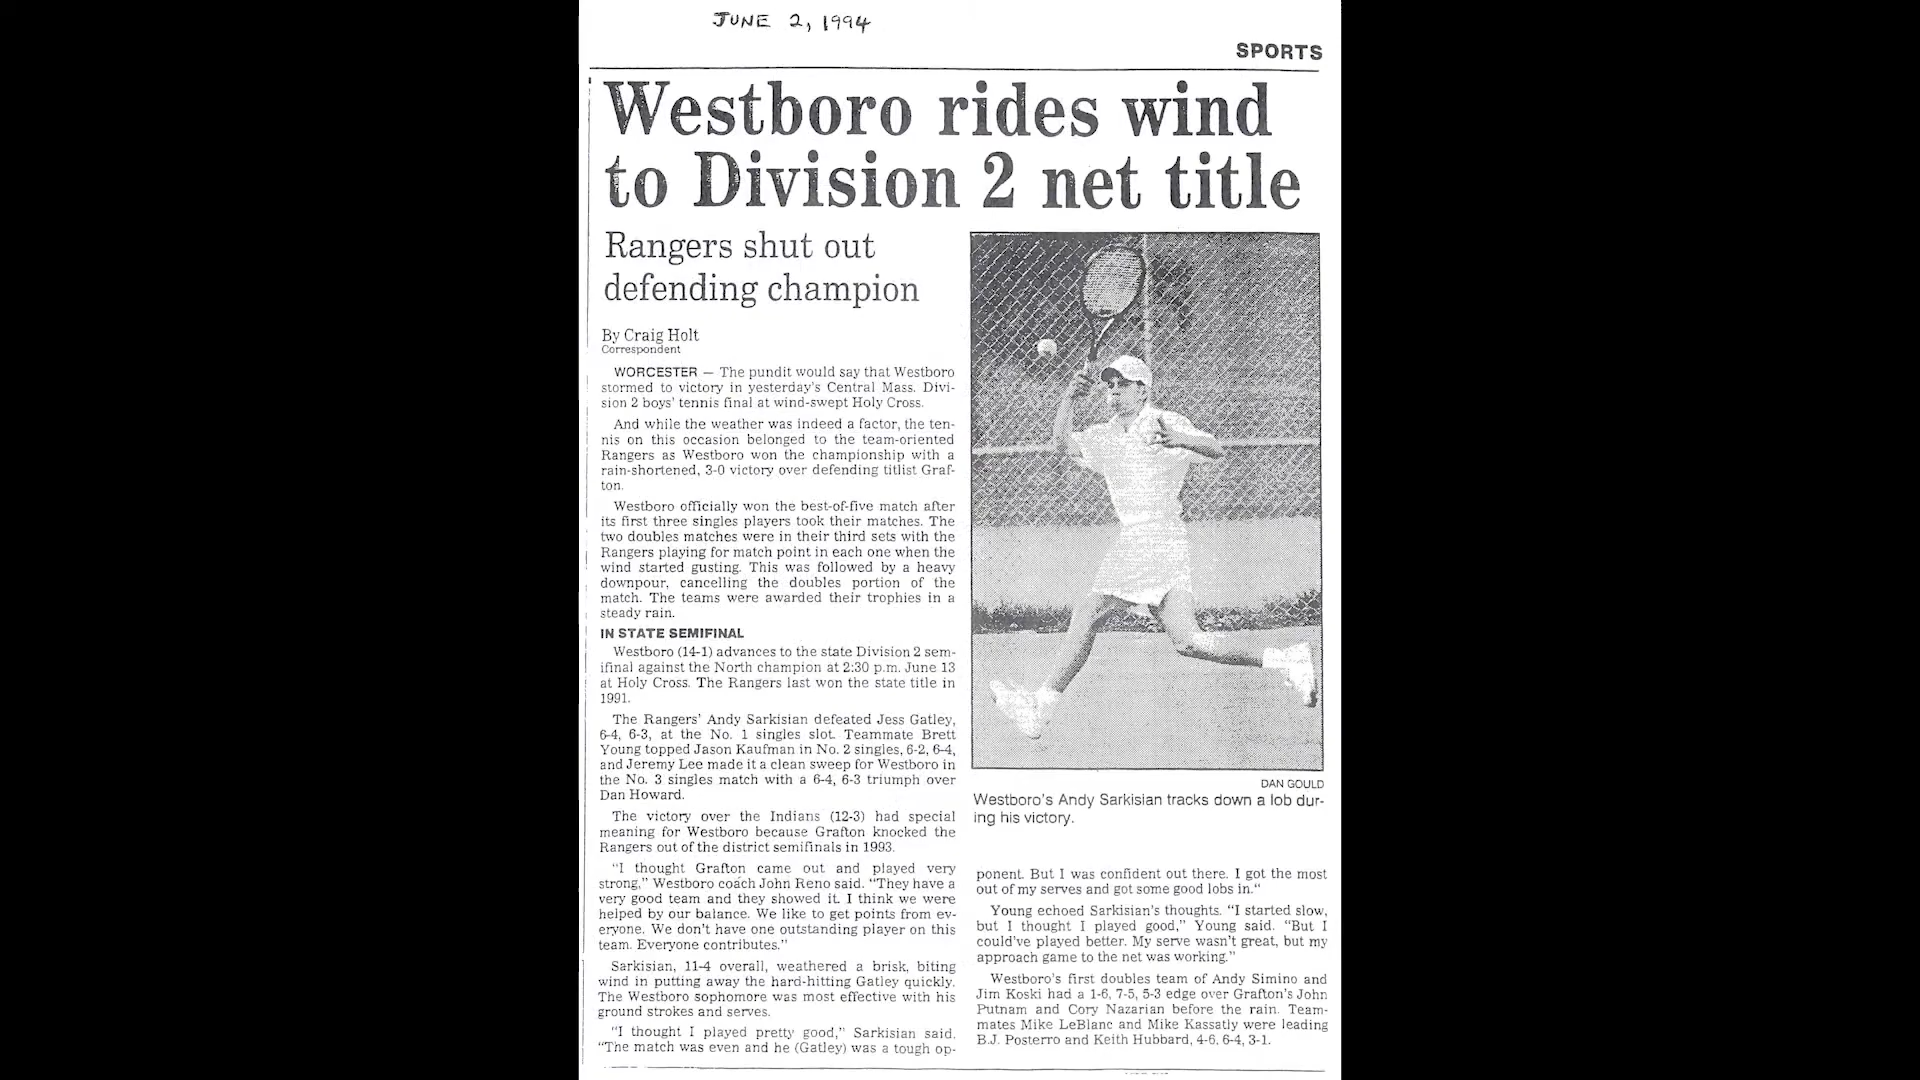 JUNE 2, 1994
SPORTS
Westboro rides wind
to Division 2 net title
Rangers shut out
defending champion
By Craig Holt
Correspondent
WORCESTER — The pundit would say that Westboro
stormed to victory in yesterday's Central Mass. Divi-
sion 2 boys' tennis final at wind-swept Holy Cross.
And while the weather was indeed a factor, the ten-
nis on this occasion belonged to the team-oriented
Rangers as Westboro won the championship with a
rain-shortened, 3-0 victory over defending titlist Graf-
ton.
Westboro officially won the best-of-five match after
its first three singles players took their matches. The
two doubles matches were in their third sets with the
Rangers playing for match point in each one when the
wind started gusting. This was followed by a heavy
downpour, cancelling the doubles portion of the
match. The teams were awarded their trophies in a
steady rain.
IN STATE SEMIFINAL
Westboro (14-1) advances to the state Division 2 sem-
ifinal against the North champion at 2:30 p.m. June 13
at Holy Cross. The Rangers last won the state title in
1991.
The Rangers' Andy Sarkisian defeated Jess Gatley,
6-4, 6-3, at the No. 1 singles slot. Teammate Brett
Young topped Jason Kaufman in No. 2 singles, 6-2, 6-4,
and Jeremy Lee made it a clean sweep for Westboro in
the No. 3 singles match with a 6-4, 6-3 triumph over
Dan Howard.
The victory over the Indians (12-3) had special
meaning for Westboro because Grafton knocked the
Rangers out of the district semifinals in 1993.
"I thought Grafton came out and played very
strong," Westboro coach John Reno said. "They have a
very good team and they showed it. I think we were
helped by our balance. We like to get points from ev-
eryone. We don't have one outstanding player on this
team. Everyone contributes."
Sarkisian, 11-4 overall, weathered a brisk, biting
wind in putting away the hard-hitting Gatley quickly.
The Westboro sophomore was most effective with his
ground strokes and serves.
"I thought I played pretty good," Sarkisian said.
"The match was even and he (Gatley) was a tough op-
DAN GOULD
Westboro's Andy Sarkisian tracks down a lob dur-
ing his victory.
ponent. But I was confident out there. I got the most
out of my serves and got some good lobs in."
Young echoed Sarkisian's thoughts. "I started slow,
but I thought I played good," Young said. "But I
could've played better. My serve wasn't great, but my
approach game to the net was working."
Westboro's first doubles team of Andy Simino and
Jim Koski had a 1-6, 7-5, 5-3 edge over Grafton's John
Putnam and Cory Nazarian before the rain. Team-
mates Mike LeBlanc and Mike Kassatly were leading
B.J. Posterro and Keith Hubbard, 4-6, 6-4, 3-1.